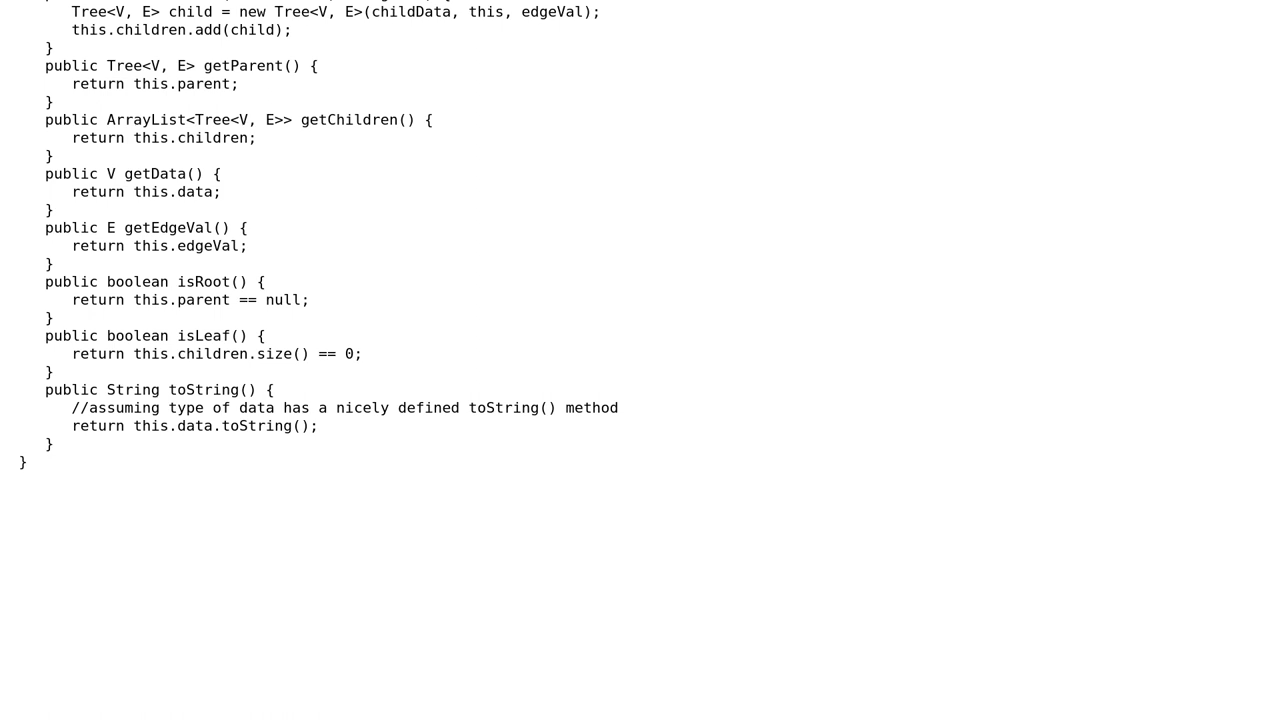 Tree<V, E> child = new Tree<V, E>(childData, this, edgeVal);
this.children.add(child);
}
public Tree<V, E> getParent() {
return this.parent;
}
public ArrayList<Tree<V, E>> getChildren() {
return this.children;
}
public V getData() {
return this.data;
}
public E getEdgeVal() {
return this.edgeVal;
}
public boolean isRoot() {
return this.parent == null;
}
public boolean isLeaf() {
return this.children.size() == 0;
}
public String toString() {
//assuming type of data has a nicely defined toString() method
return this.data.toString();
}
}